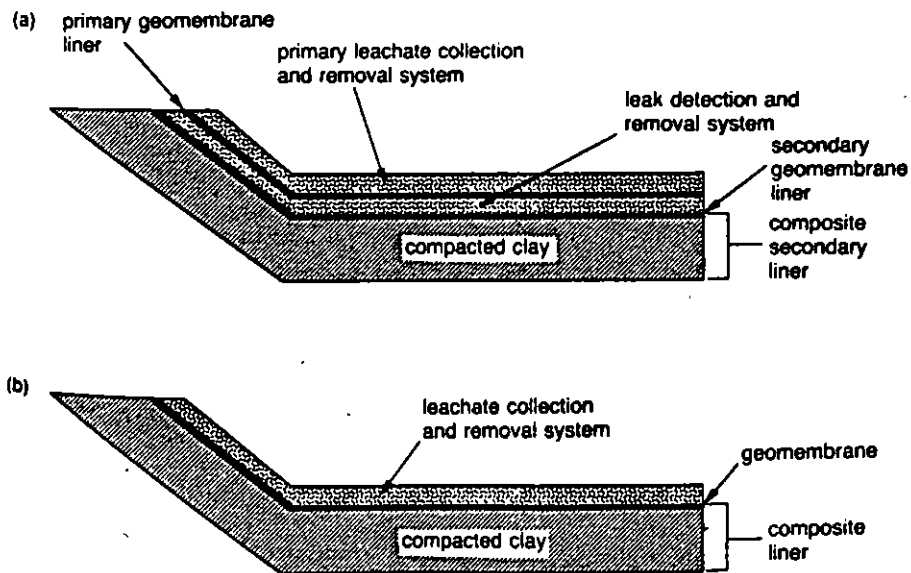 (a)
primary geomembrane
liner
primary leachate collection
and removal system
leak detection and
removal system
secondary
geomembrane
liner
composite
secondary
liner
compacted clay
(b)
leachate collection
and removal system
geomembrane
composite
liner
compacted clay